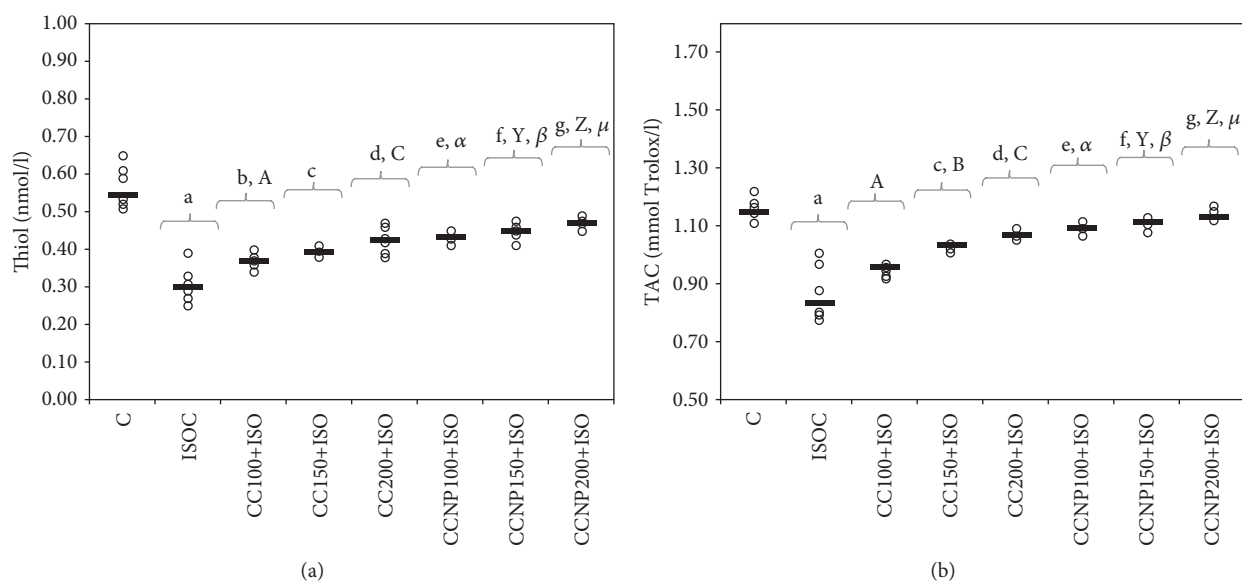 1.00
0.90
0.80
0.70
0.60
0.50
0.40
0.30
0.20
0.10
0.00
Thiol (nmol/l)
a
b, A
c
d, C
e, α
f, Y, β
g, Z, μ
C
ISOC
CC100+ISO
CC150+ISO
CC200+ISO
CCNP100+ISO
CCNP150+ISO
CCNP200+ISO
(a)
1.70
1.50
1.30
1.10
0.90
0.70
0.50
TAC (mmol Trolox/l)
a
A
c, B
d, C
e, α
f, Y, β
g, Z, μ
C
ISOC
CC100+ISO
CC150+ISO
CC200+ISO
CCNP100+ISO
CCNP150+ISO
CCNP200+ISO
(b)